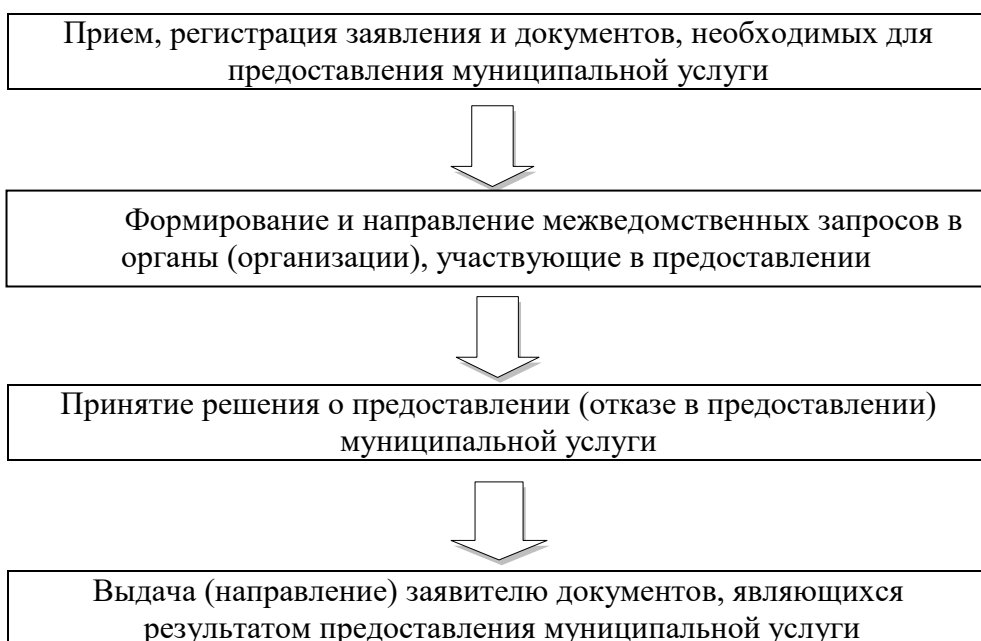 Прием, регистрация заявления и документов, необходимых для
предоставления муниципальной услуги
Формирование и направление межведомственных запросов в
органы (организации), участвующие в предоставлении
Принятие решения о предоставлении (отказе в предоставлении)
муниципальной услуги
Выдача (направление) заявителю документов, являющихся
результатом предоставления муниципальной услуги